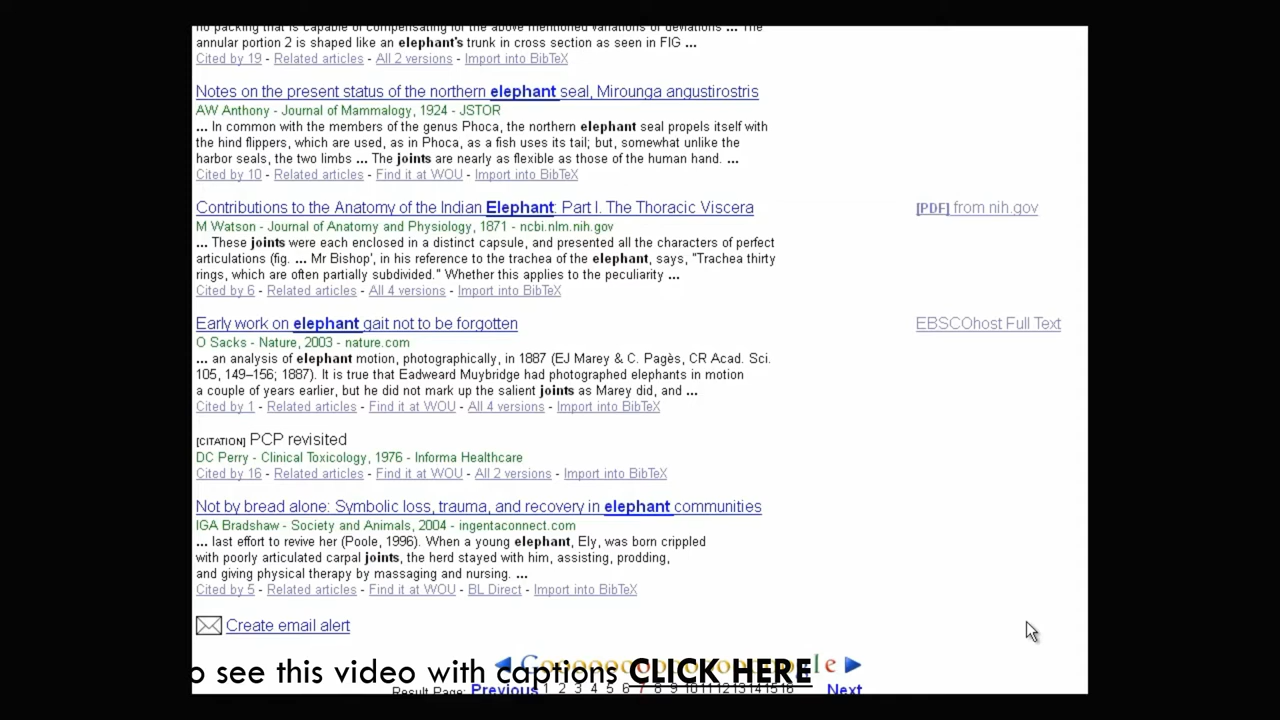 no packing that is capable of compensating for the above mentioned variations or deviations ... The
annular portion 2 is shaped like an elephant's trunk in cross section as seen in FIG ...
Cited by 19 - Related articles - All 2 versions - Import into BibTeX
Notes on the present status of the northern elephant seal, Mirounga angustirostris
AW Anthony - Journal of Mammalogy, 1924 - JSTOR
... In common with the members of the genus Phoca, the northern elephant seal propels itself with
the hind flippers, which are used, as in Phoca, as a fish uses its tail; but, somewhat unlike the
harbor seals, the two limbs ... The joints are nearly as flexible as those of the human hand. ...
Cited by 10 - Related articles - Find it at WOU - Import into BibTeX
Contributions to the Anatomy of the Indian Elephant: Part I. The Thoracic Viscera
[PDF] from nih.gov
M Watson - Journal of Anatomy and Physiology, 1871 - ncbi.nlm.nih.gov
... These joints were each enclosed in a distinct capsule, and presented all the characters of perfect
articulations (fig. ... Mr Bishop', in his reference to the trachea of the elephant, says, "Trachea thirty
rings, which are often partially subdivided." Whether this applies to the peculiarity ...
Cited by 6 - Related articles - All 4 versions - Import into BibTeX
Early work on elephant gait not to be forgotten
EBSCOhost Full Text
O Sacks - Nature, 2003 - nature.com
... an analysis of elephant motion, photographically, in 1887 (EJ Marey & C. Pagès, CR Acad. Sci.
105, 149–156; 1887). It is true that Eadweard Muybridge had photographed elephants in motion
a couple of years earlier, but he did not mark up the salient joints as Marey did, and ...
Cited by 1 - Related articles - Find it at WOU - All 4 versions - Import into BibTeX
[CITATION] PCP revisited
DC Perry - Clinical Toxicology, 1976 - Informa Healthcare
Cited by 16 - Related articles - Find it at WOU - All 2 versions - Import into BibTeX
Not by bread alone: Symbolic loss, trauma, and recovery in elephant communities
IGA Bradshaw - Society and Animals, 2004 - ingentaconnect.com
... last effort to revive her (Poole, 1996). When a young elephant, Ely, was born crippled
with poorly articulated carpal joints, the herd stayed with him, assisting, prodding,
and giving physical therapy by massaging and nursing. ...
Cited by 5 - Related articles - Find it at WOU - BL Direct - Import into BibTeX
Create email alert
o see this video with captions CLICK HERE
Result Page: Previous 1 2 3 4 5 6 7 8 9 10 11 12 13 14 15 16 Next